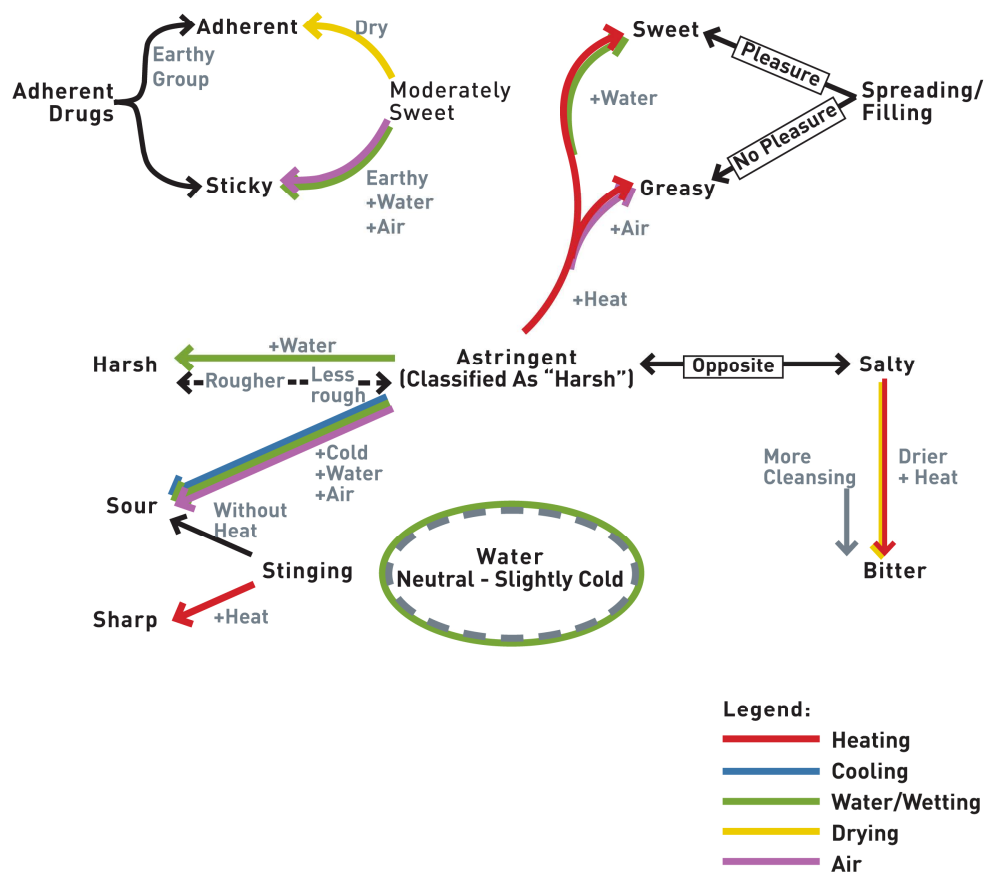 Adherent
Dry
Earthy
Group
Adherent
Drugs
Moderately
Sweet
Sticky
Earthy
+Water
+Air
Sweet
Pleasure
+Water
Spreading/
Filling
No Pleasure
Greasy
+Air
+Heat
Harsh
+Water
Rougher
Less
rough
Astringent
(Classified As “Harsh”)
Opposite
Salty
+Cold
+Water
+Air
More
Cleansing
Drier
+ Heat
Sour
Without
Heat
Stinging
Water
Neutral - Slightly Cold
Bitter
Sharp
+Heat
Legend:
Heating
Cooling
Water/Wetting
Drying
Air